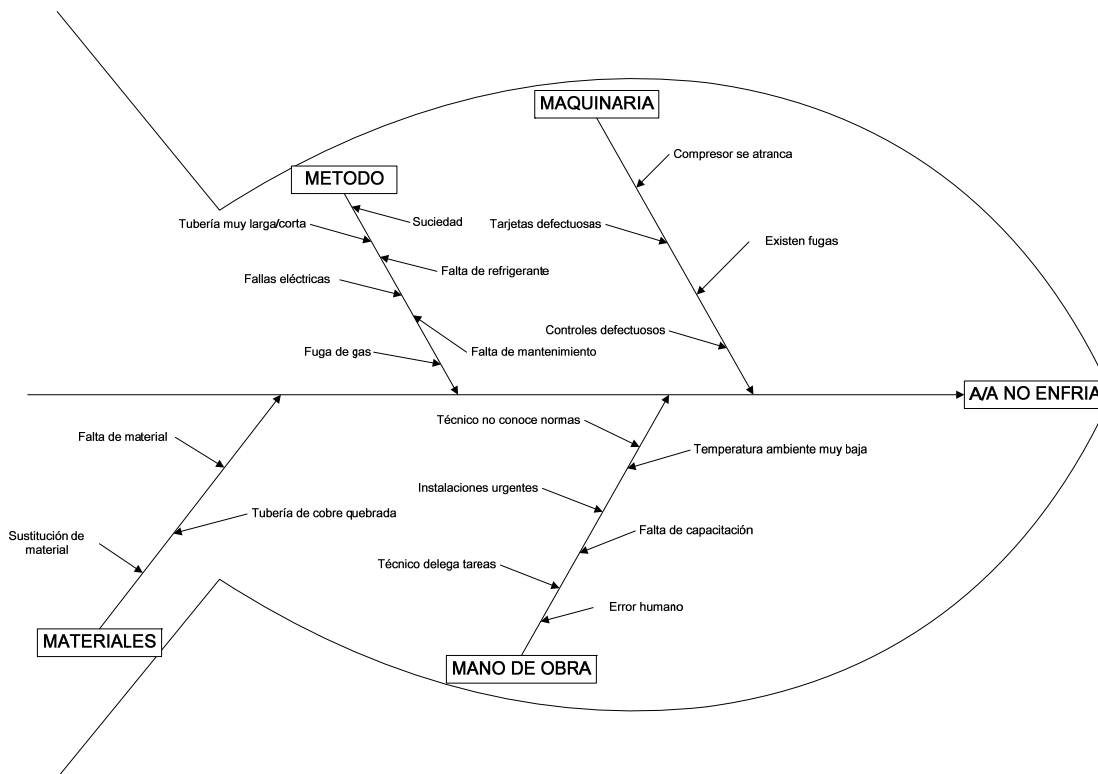 MAQUINARIA
Compresor se atranca
METODO
Suciedad
Tubería muy larga/corta
Tarjetas defectuosas
Existen fugas
Falta de refrigerante
Fallas eléctricas
Controles defectuosos
Fuga de gas
Falta de mantenimiento
A/A NO ENFRIA
Técnico no conoce normas
Falta de material
Temperatura ambiente muy baja
Instalaciones urgentes
Tubería de cobre quebrada
Falta de capacitación
Sustitución de
material
Técnico delega tareas
Error humano
MATERIALES
MANO DE OBRA